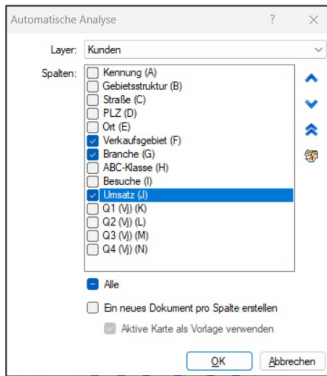 Automatische Analyse ?
Layer: Kunden
Spalten:
Kennung (A)
Gebietsstruktur (B)
Straße (C)
PLZ (D)
Ort (E)
Verkaufsgebiet (F)
Branche (G)
ABC-Klasse (H)
Besuche (I)
Umsatz (J)
Q1 (Vj) (K)
Q2 (Vj) (L)
Q3 (Vj) (M)
Q4 (Vj) (N)
Alle
Ein neues Dokument pro Spalte erstellen
Aktive Karte als Vorlage verwenden
OK Abbrechen